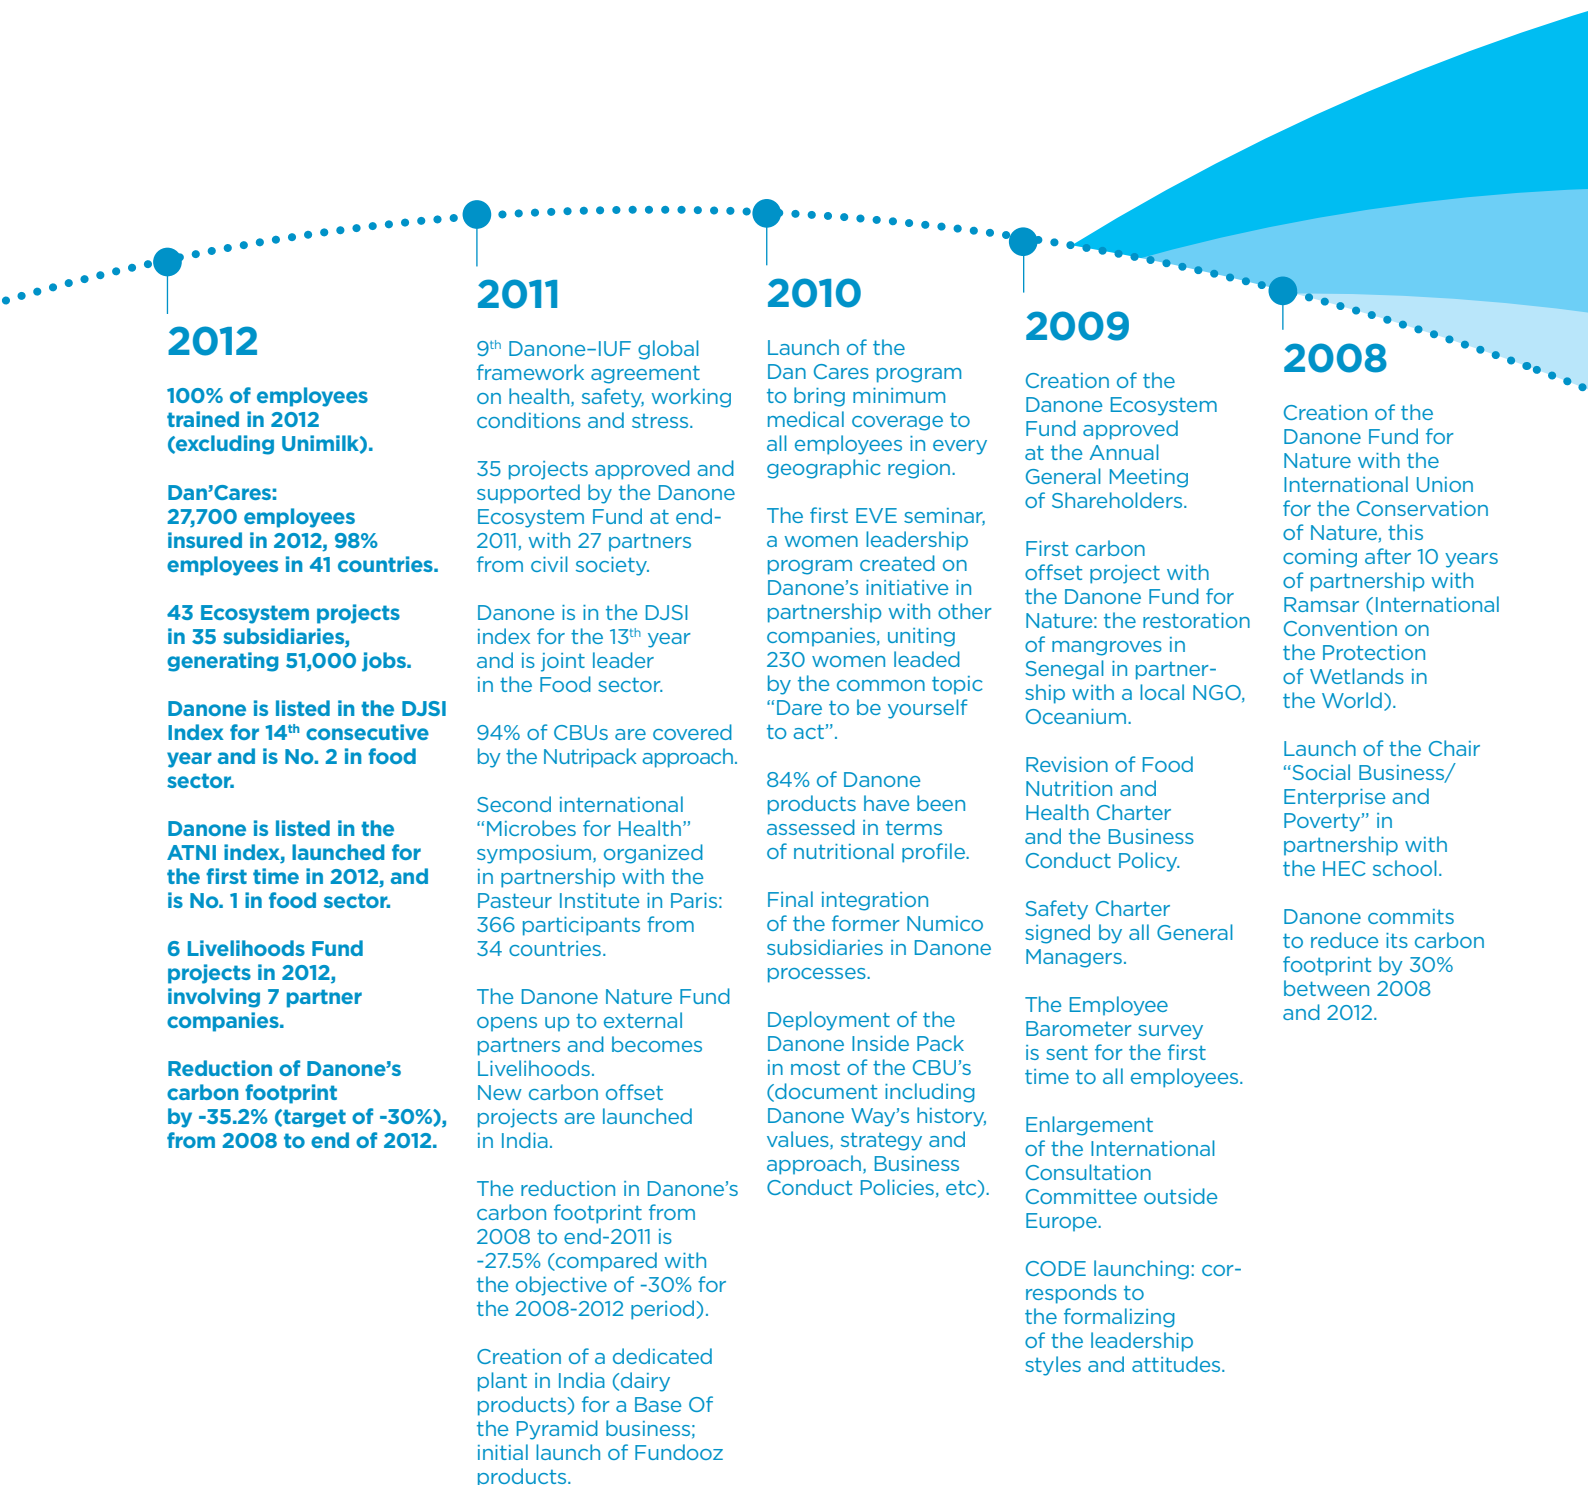 2012
100% of employees
trained in 2012
(excluding Unimilk).
Dan’Cares:
27,700 employees
insured in 2012, 98%
employees in 41 countries.
43 Ecosystem projects
in 35 subsidiaries,
generating 51,000 jobs.
Danone is listed in the DJSI
Index for 14th consecutive
year and is No. 2 in food
sector.
Danone is listed in the
ATNI index, launched for
the first time in 2012, and
is No. 1 in food sector.
6 Livelihoods Fund
projects in 2012,
involving 7 partner
companies.
Reduction of Danone’s
carbon footprint
by -35.2% (target of -30%),
from 2008 to end of 2012.
2011
9th Danone–IUF global
framework agreement
on health, safety, working
conditions and stress.
35 projects approved and
supported by the Danone
Ecosystem Fund at end-
2011, with 27 partners
from civil society.
Danone is in the DJSI
index for the 13th year
and is joint leader
in the Food sector.
94% of CBUs are covered
by the Nutripack approach.
Second international
“Microbes for Health”
symposium, organized
in partnership with the
Pasteur Institute in Paris:
366 participants from
34 countries.
The Danone Nature Fund
opens up to external
partners and becomes
Livelihoods.
New carbon offset
projects are launched
in India.
The reduction in Danone’s
carbon footprint from
2008 to end-2011 is
-27.5% (compared with
the objective of -30% for
the 2008-2012 period).
Creation of a dedicated
plant in India (dairy
products) for a Base Of
the Pyramid business;
initial launch of Fundooz
products.
2010
Launch of the
Dan Cares program
to bring minimum
medical coverage to
all employees in every
geographic region.
The first EVE seminar,
a women leadership
program created on
Danone’s initiative in
partnership with other
companies, uniting
230 women leaded
by the common topic
“Dare to be yourself
to act”.
84% of Danone
products have been
assessed in terms
of nutritional profile.
Final integration
of the former Numico
subsidiaries in Danone
processes.
Deployment of the
Danone Inside Pack
in most of the CBU’s
(document including
Danone Way’s history,
values, strategy and
approach, Business
Conduct Policies, etc).
2009
Creation of the
Danone Ecosystem
Fund approved
at the Annual
General Meeting
of Shareholders.
First carbon
offset project with
the Danone Fund for
Nature: the restoration
of mangroves in
Senegal in partner-
ship with a local NGO,
Oceanium.
Revision of Food
Nutrition and
Health Charter
and the Business
Conduct Policy.
Safety Charter
signed by all General
Managers.
The Employee
Barometer survey
is sent for the first
time to all employees.
Enlargement
of the International
Consultation
Committee outside
Europe.
CODE launching: cor-
responds to
the formalizing
of the leadership
styles and attitudes.
2008
Creation of the
Danone Fund for
Nature with the
International Union
for the Conservation
of Nature, this
coming after 10 years
of partnership with
Ramsar (International
Convention on
the Protection
of Wetlands in
the World).
Launch of the Chair
“Social Business/
Enterprise and
Poverty” in
partnership with
the HEC school.
Danone commits
to reduce its carbon
footprint by 30%
between 2008
and 2012.